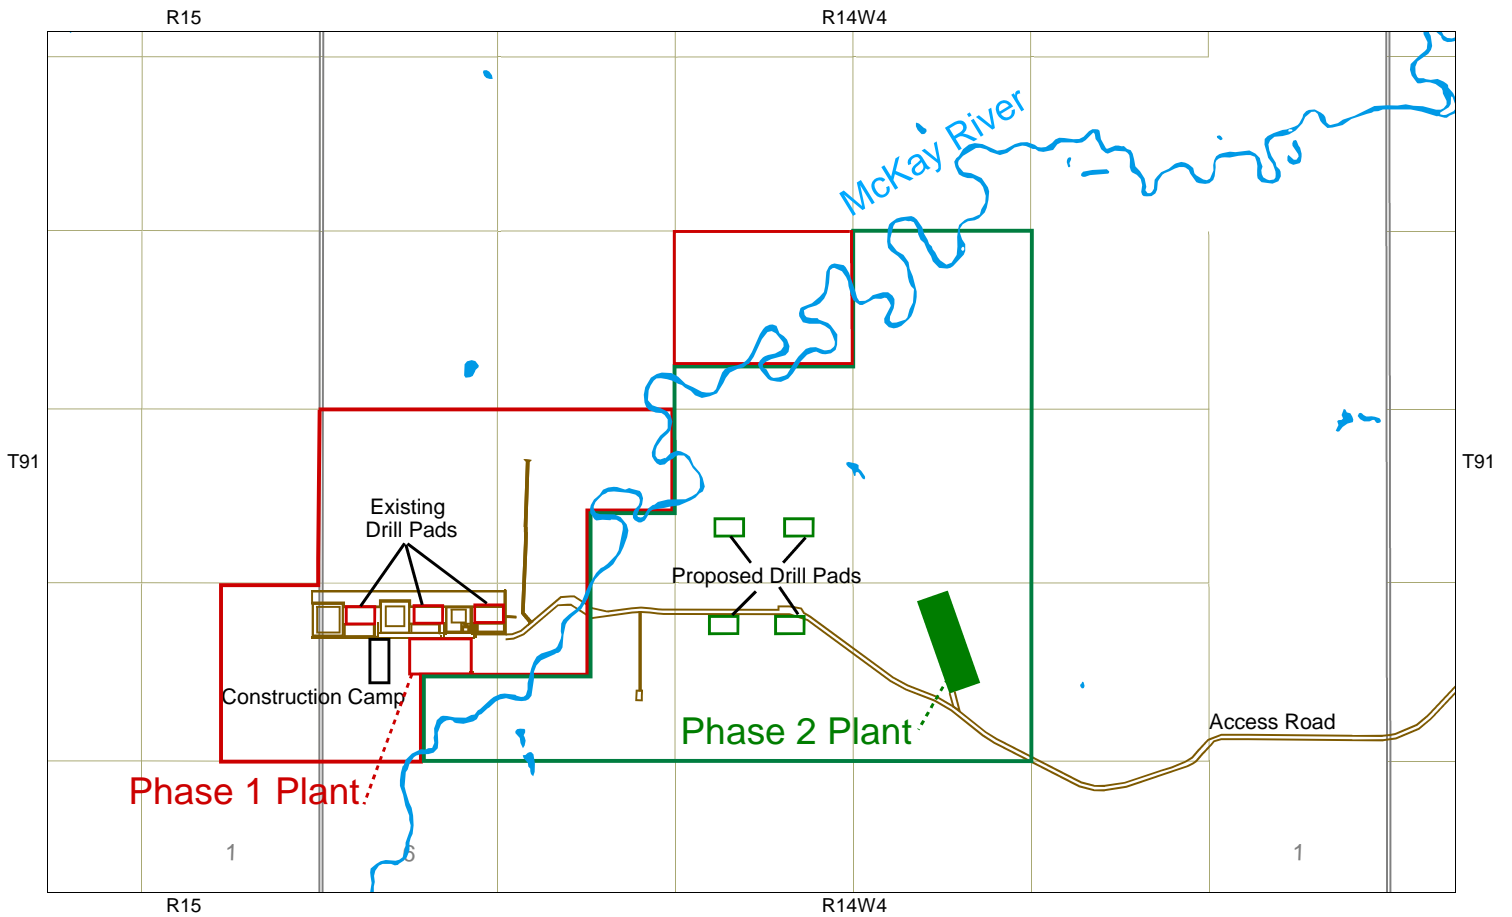 R15
R14W4
McKay River
T91
T91
Existing
Drill Pads
Proposed Drill Pads
Construction Camp
Access Road
Phase 2 Plant
Phase 1 Plant
1
6
1
R15
R14W4